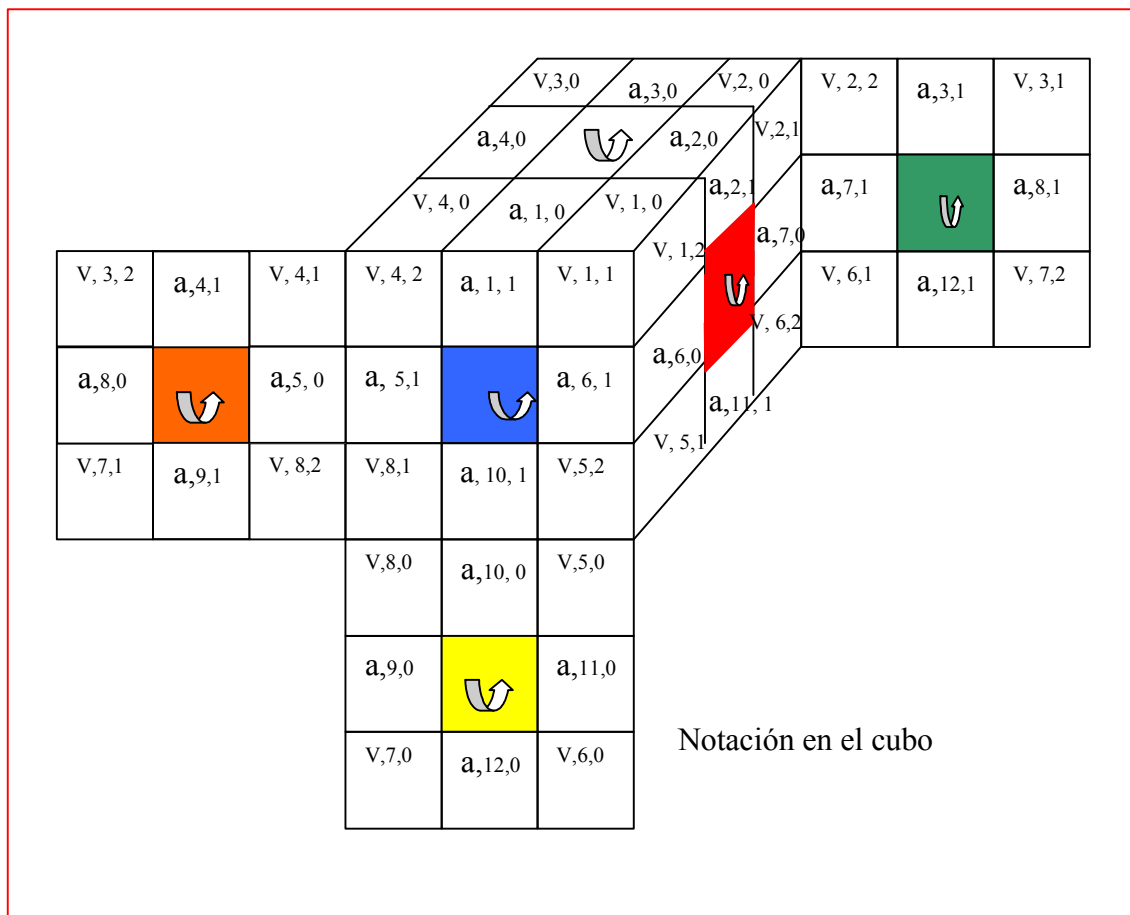 V,3,0
a,3,0
V,2, 0
V, 2, 2
a,3,1
V, 3,1
a,4,0
a,2,0
V,2,1
V, 4, 0
a, 1, 0
V, 1, 0
a,2,1
a,7,1
a,8,1
V, 3, 2
a,4,1
V, 4,1
V, 4, 2
a, 1, 1
V, 1, 1
V, 1,2
a,7,0
V, 6,1
a,12,1
V, 7,2
a,8,0
a,5, 0
a, 5,1
a, 6, 1
a,6,0
V, 6,2
V,7,1
a,9,1
V, 8,2
V,8,1
a, 10, 1
V,5,2
V, 5,1
a,11, 1
V,8,0
a,10, 0
V,5,0
a,9,0
a,11,0
V,7,0
a,12,0
V,6,0
Notación en el cubo